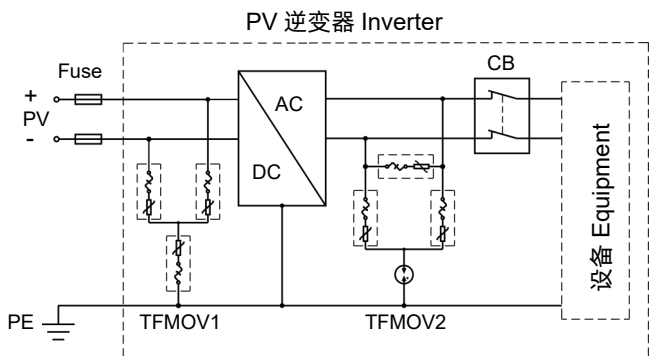 PV 逆变器 Inverter
Fuse
CB
+
PV
-
AC
DC
设备 Equipment
PE
TFMOV1
TFMOV2